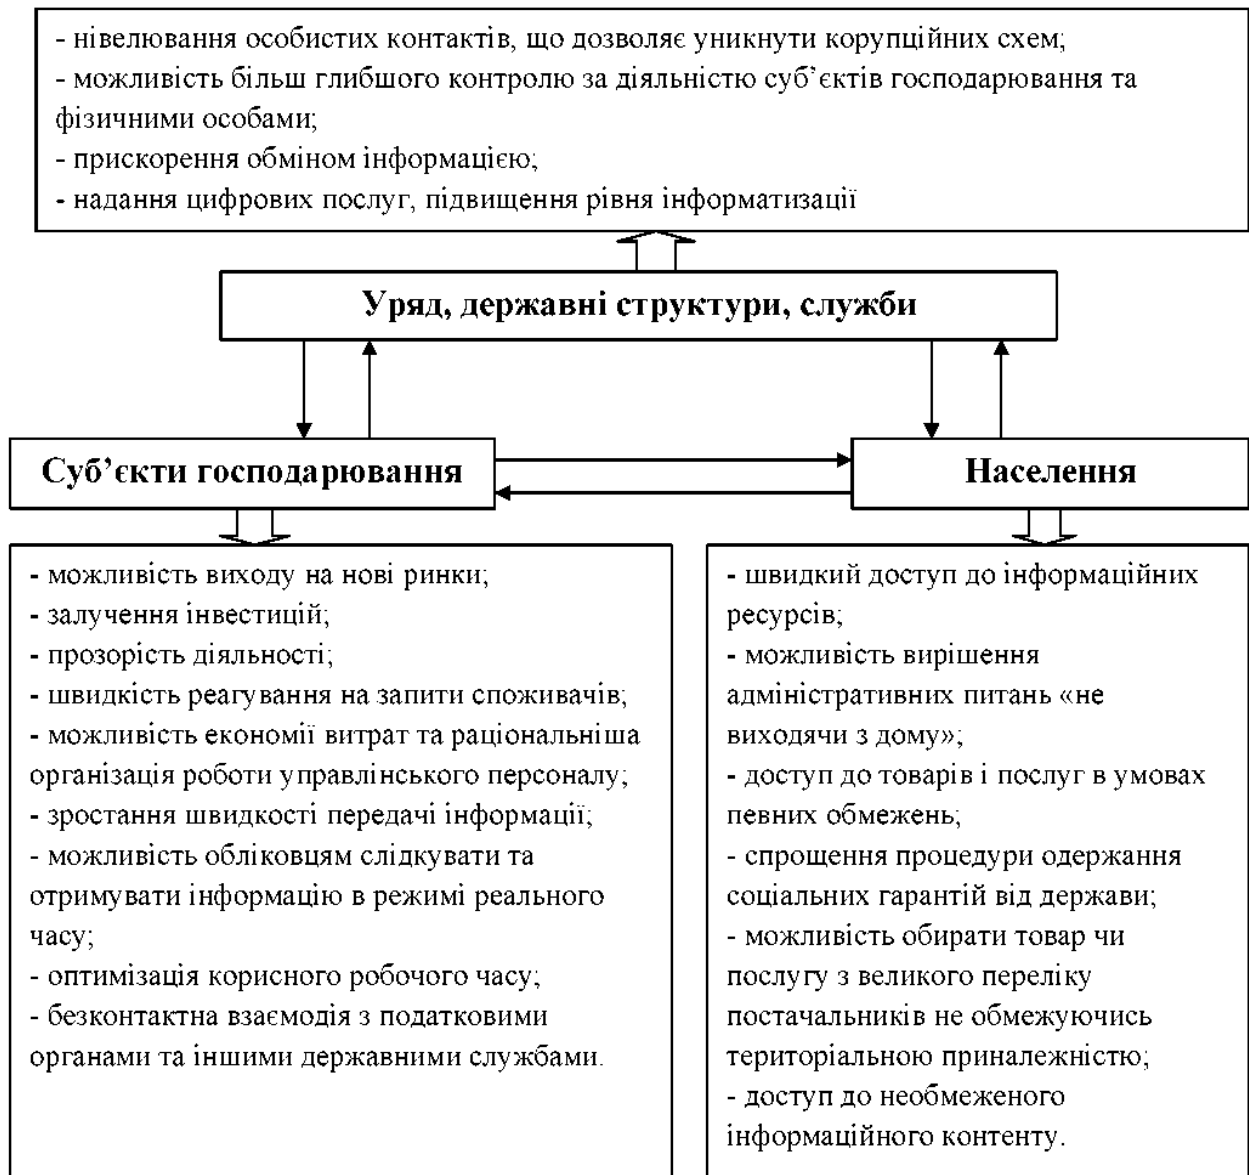 - нівелювання особистих контактів, що дозволяє уникнути корупційних схем;
- можливість більш глибшого контролю за діяльністю суб’єктів господарювання та
фізичними особами;
- прискорення обміном інформацією;
- надання цифрових послуг, підвищення рівня інформатизації
Уряд, державні структури, служби
Суб’єкти господарювання
Населення
- можливість виходу на нові ринки;
- залучення інвестицій;
- прозорість діяльності;
- швидкість реагування на запити споживачів;
- можливість економії витрат та раціональніша
організація роботи управлінського персоналу;
- зростання швидкості передачі інформації;
- можливість обліковцям слідкувати та
отримувати інформацію в режимі реального
часу;
- оптимізація корисного робочого часу;
- безконтактна взаємодія з податковими
органами та іншими державними службами.
- швидкий доступ до інформаційних
ресурсів;
- можливість вирішення
адміністративних питань «не
виходячи з дому»;
- доступ до товарів і послуг в умовах
певних обмежень;
- спрощення процедури одержання
соціальних гарантій від держави;
- можливість обирати товар чи
послугу з великого переліку
постачальників не обмежуючись
територіальною приналежністю;
- доступ до необмеженого
інформаційного контенту.